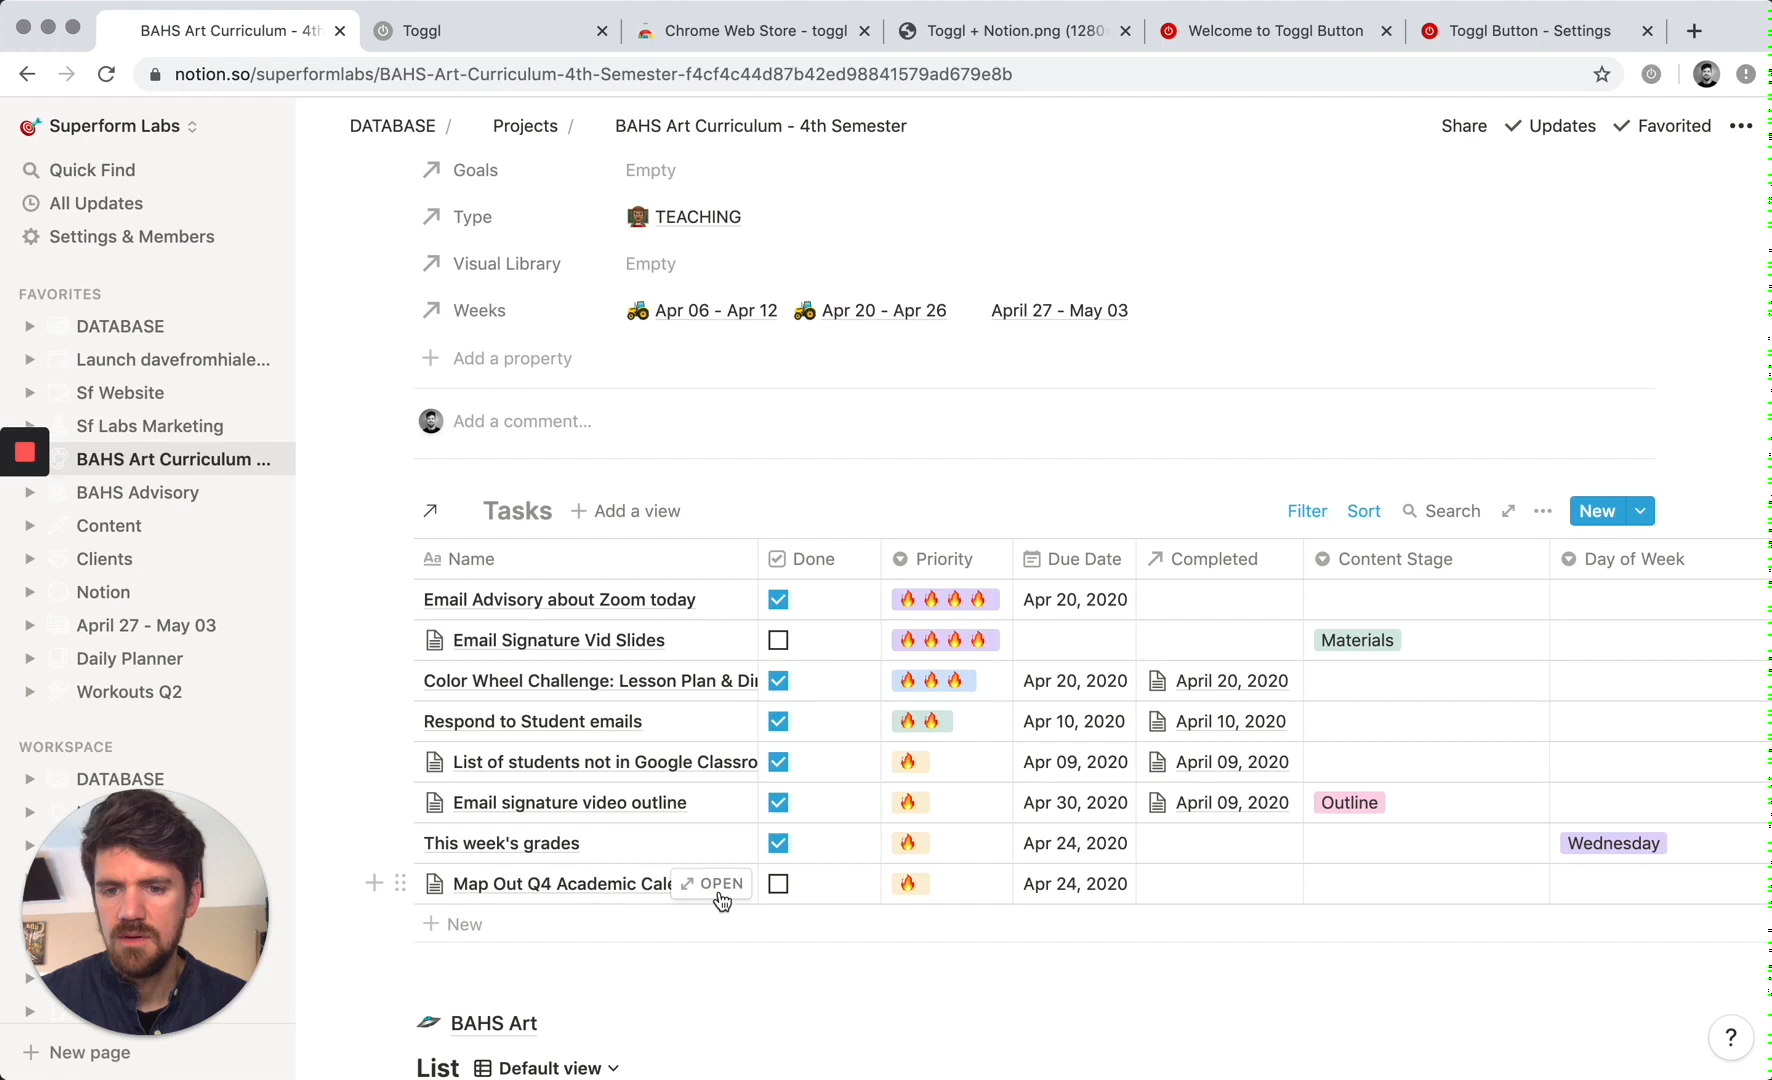 BAHS Art Curriculum - 4th
Toggl
Chrome Web Store - toggl
Toggl + Notion.png (1280
Welcome to Toggl Button
Toggl Button - Settings
notion.so/superformlabs/BAHS-Art-Curriculum-4th-Semester-f4cf4c44d87b42ed98841579ad679e8b
Superform Labs
Quick Find
All Updates
Settings & Members
FAVORITES
DATABASE
Launch davefromhiale...
Sf Website
Sf Labs Marketing
BAHS Art Curriculum ...
BAHS Advisory
Content
Clients
Notion
April 27 - May 03
Daily Planner
Workouts Q2
WORKSPACE
DATABASE
New page
DATABASE / Projects / BAHS Art Curriculum - 4th Semester
Share Updates Favorited
Goals Empty
Type TEACHING
Visual Library Empty
Weeks Apr 06 - Apr 12 Apr 20 - Apr 26 April 27 - May 03
Add a property
Add a comment...
Tasks Add a view Filter Sort Search New
Aa Name Done Priority Due Date Completed Content Stage Day of Week
Email Advisory about Zoom today Apr 20, 2020
Email Signature Vid Slides Materials
Color Wheel Challenge: Lesson Plan & Di Apr 20, 2020 April 20, 2020
Respond to Student emails Apr 10, 2020 April 10, 2020
List of students not in Google Classro Apr 09, 2020 April 09, 2020
Email signature video outline Apr 30, 2020 April 09, 2020 Outline
This week's grades Apr 24, 2020 Wednesday
Map Out Q4 Academic Cale OPEN Apr 24, 2020
New
BAHS Art
List Default view
?